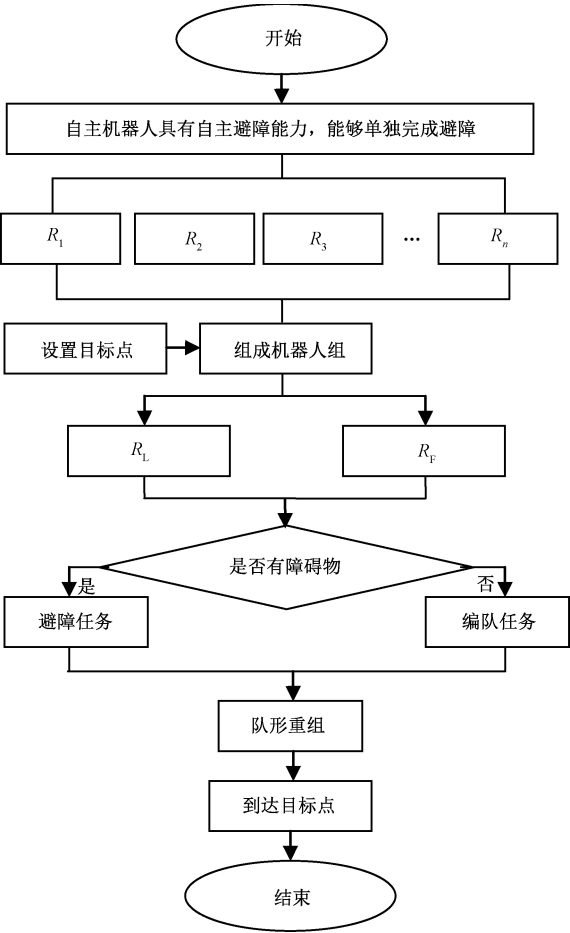 开始
自主机器人具有自主避障能力，能够单独完成避障
R1 R2 R3 ... Rn
设置目标点 组成机器人组
RL RF
是否有障碍物
是 否
避障任务 编队任务
队形重组
到达目标点
结束